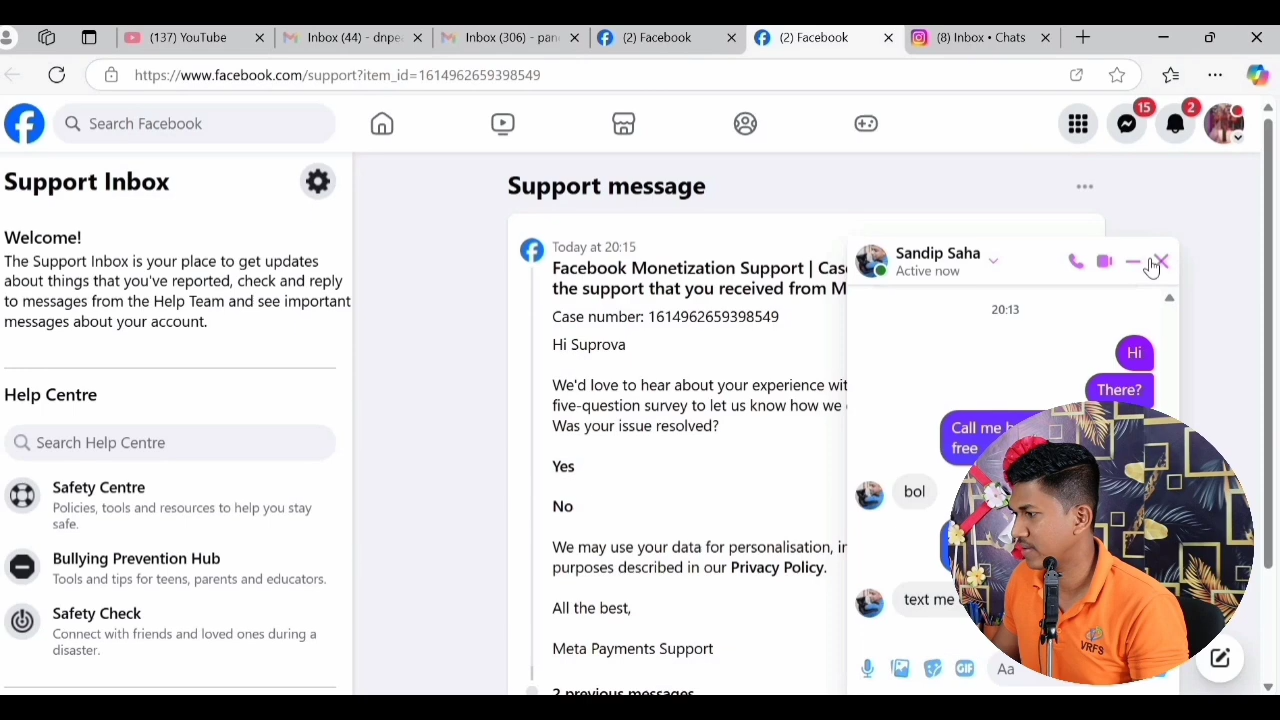 (137) YouTube
Inbox (44) - dnpe
Inbox (306) - pan
(2) Facebook
(2) Facebook
(8) Inbox • Chats
https://www.facebook.com/support?item_id=1614962659398549
Search Facebook
15
2
Support Inbox
Welcome!
The Support Inbox is your place to get updates
about things that you've reported, check and reply
to messages from the Help Team and see important
messages about your account.
Help Centre
Search Help Centre
Safety Centre
Policies, tools and resources to help you stay
safe.
Bullying Prevention Hub
Tools and tips for teens, parents and educators.
Safety Check
Connect with friends and loved ones during a
disaster.
Support message
Today at 20:15
Facebook Monetization Support | Cas
the support that you received from M
Case number: 1614962659398549
Hi Suprova
We'd love to hear about your experience wit
five-question survey to let us know how we
Was your issue resolved?
Yes
No
We may use your data for personalisation, in
purposes described in our Privacy Policy.
All the best,
Meta Payments Support
2 previous messages
Sandip Saha
Active now
20:13
Hi
There?
Call me
free
bol
text me
GIF
Aa
VRFS